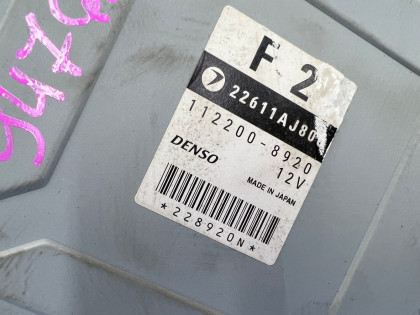 F 2
22611AJ80
112200-8920
12V
DENSO
MADE IN JAPAN
*228920N*